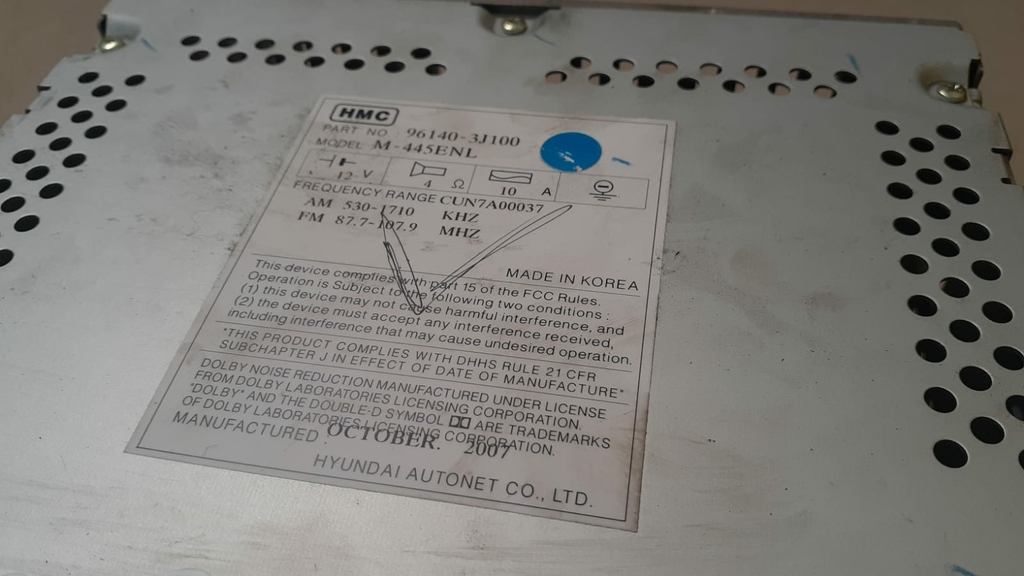 HMC
PART NO. 96140-3J100
MODEL M-445ENL
12 V 4 Ω 10 A
FREQUENCY RANGE CUN7A00037
AM 530-1710 KHZ
FM 87.7-107.9 MHZ
MADE IN KOREA
This device complies with part 15 of the FCC Rules.
Operation is Subject to the following two conditions :
(1) this device may not cause harmful interference, and
(2) the device must accept any interference received,
including interference that may cause undesired operation.
"THIS PRODUCT COMPLIES WITH DHHS RULE 21 CFR
SUBCHAPTER J IN EFFECT OF DATE OF MANUFACTURE"
DOLBY NOISE REDUCTION MANUFACTURED UNDER LICENSE
FROM DOLBY LABORATORIES LICENSING CORPORATION.
"DOLBY" AND THE DOUBLE-D SYMBOL ARE TRADEMARKS
OF DOLBY LABORATORIES LICENSING CORPORATION.
MANUFACTURED OCTOBER. 2007
HYUNDAI AUTONET CO., LTD.